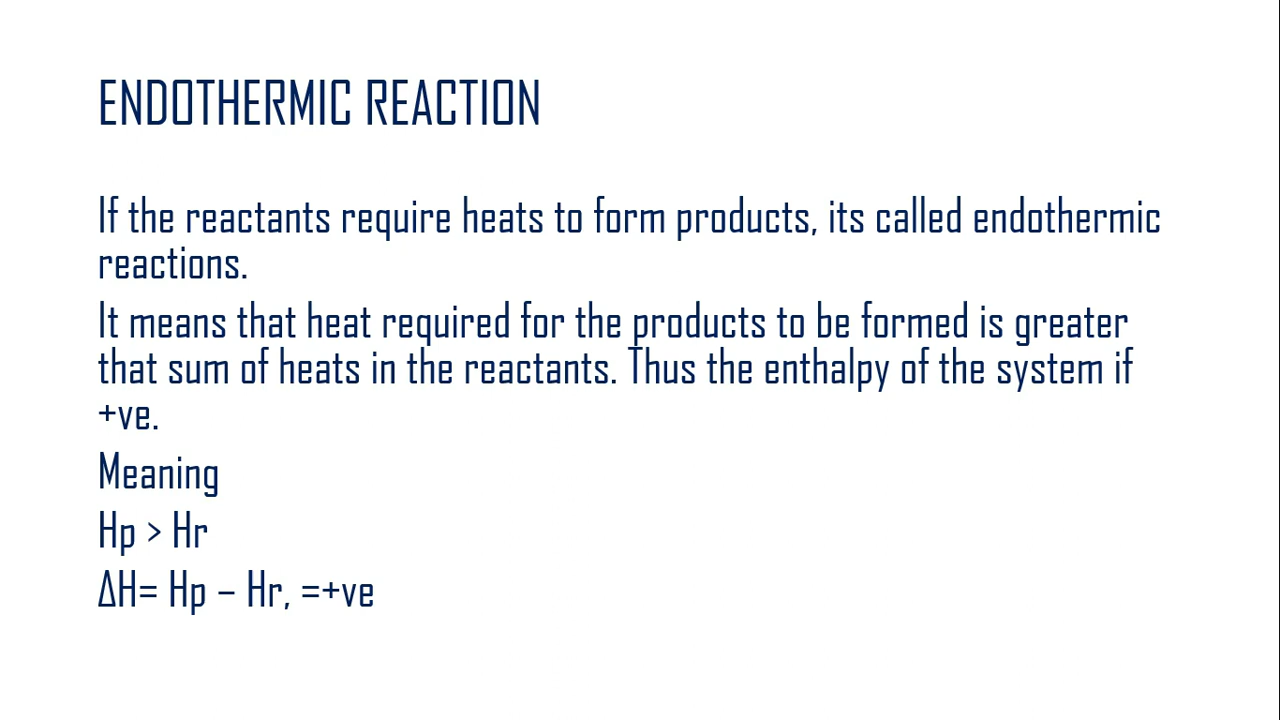 ENDOTHERMIC REACTION
If the reactants require heats to form products, its called endothermic
reactions.
It means that heat required for the products to be formed is greater
that sum of heats in the reactants. Thus the enthalpy of the system if
+ve.
Meaning
Hp > Hr
ΔH= Hp – Hr, =+ve